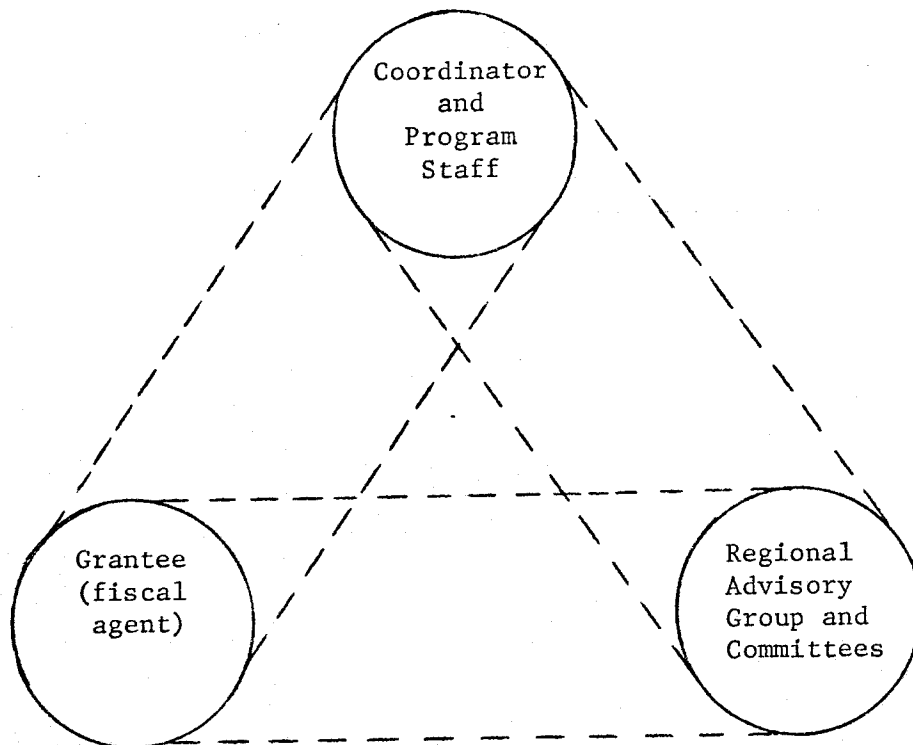 Coordinator
and
Program
Staff
Grantee
(fiscal
agent)
Regional
Advisory
Group and
Committees